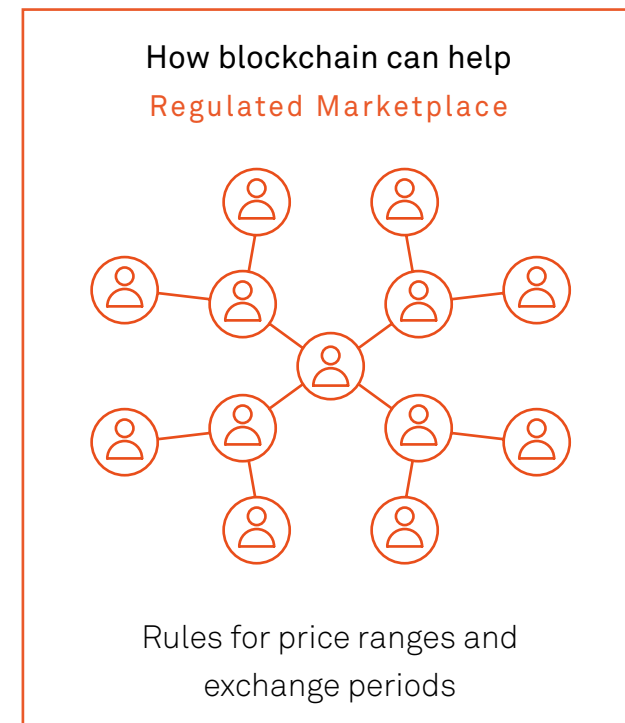 How blockchain can help
Regulated Marketplace
Rules for price ranges and
exchange periods